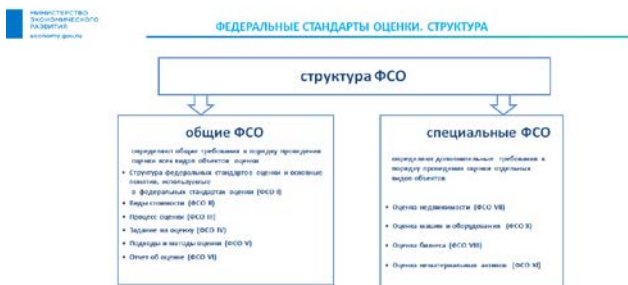 МИНИСТЕРСТВО
ЭКОНОМИЧЕСКОГО
РАЗВИТИЯ
economy.gov.ru
ФЕДЕРАЛЬНЫЕ СТАНДАРТЫ ОЦЕНКИ. СТРУКТУРА
структура ФСО
общие ФСО
определяют общие требования к порядку проведения
оценки всех видов объектов оценки
• Структура федеральных стандартов оценки и основные
понятия, используемые
в федеральных стандартах оценки (ФСО I)
• Виды стоимости (ФСО II)
• Процесс оценки (ФСО III)
• Задание на оценку (ФСО IV)
• Подходы и методы оценки (ФСО V)
• Отчет об оценке (ФСО VI)
специальные ФСО
определяют дополнительные требования к
порядку проведения оценки отдельных
видов объектов
• Оценка недвижимости (ФСО VII)
• Оценка машин и оборудования (ФСО X)
• Оценка бизнеса (ФСО VIII)
• Оценка нематериальных активов (ФСО XI)